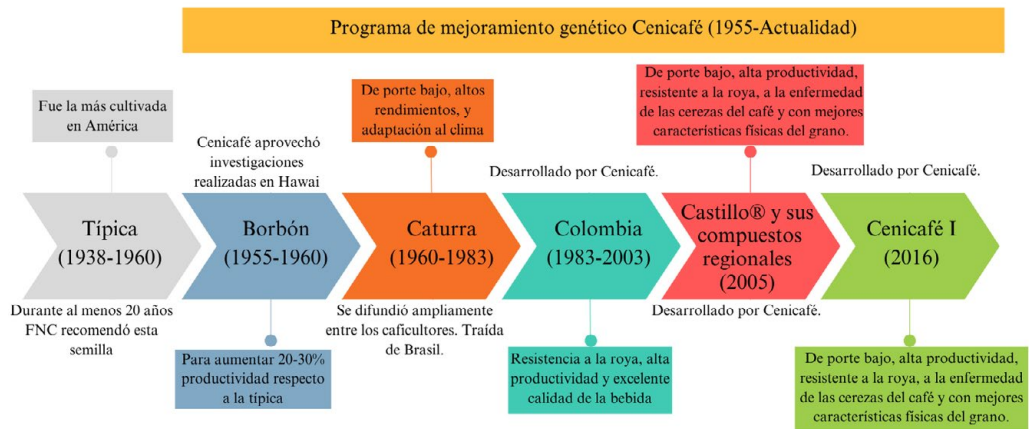 Programa de mejoramiento genético Cenicafé (1955-Actualidad)
Fue la más cultivada
en América
Típica
(1938-1960)
Durante al menos 20 años
FNC recomendó esta
semilla
Cenicafé aprovechó
investigaciones
realizadas en Hawai
Borbón
(1955-1960)
Para aumentar 20-30%
productividad respecto
a la típica
De porte bajo, altos
rendimientos, y
adaptación al clima
Caturra
(1960-1983)
Se difundió ampliamente
entre los caficultores. Traída
de Brasil.
Desarrollado por Cenicafé.
Colombia
(1983-2003)
Resistencia a la roya, alta
productividad y excelente
calidad de la bebida
De porte bajo, alta productividad,
resistente a la roya, a la enfermedad
de las cerezas del café y con mejores
características físicas del grano.
Castillo® y sus
compuestos
regionales
(2005)
Desarrollado por Cenicafé.
Desarrollado por Cenicafé.
Cenicafé I
(2016)
De porte bajo, alta productividad,
resistente a la roya, a la enfermedad
de las cerezas del café y con mejores
características físicas del grano.